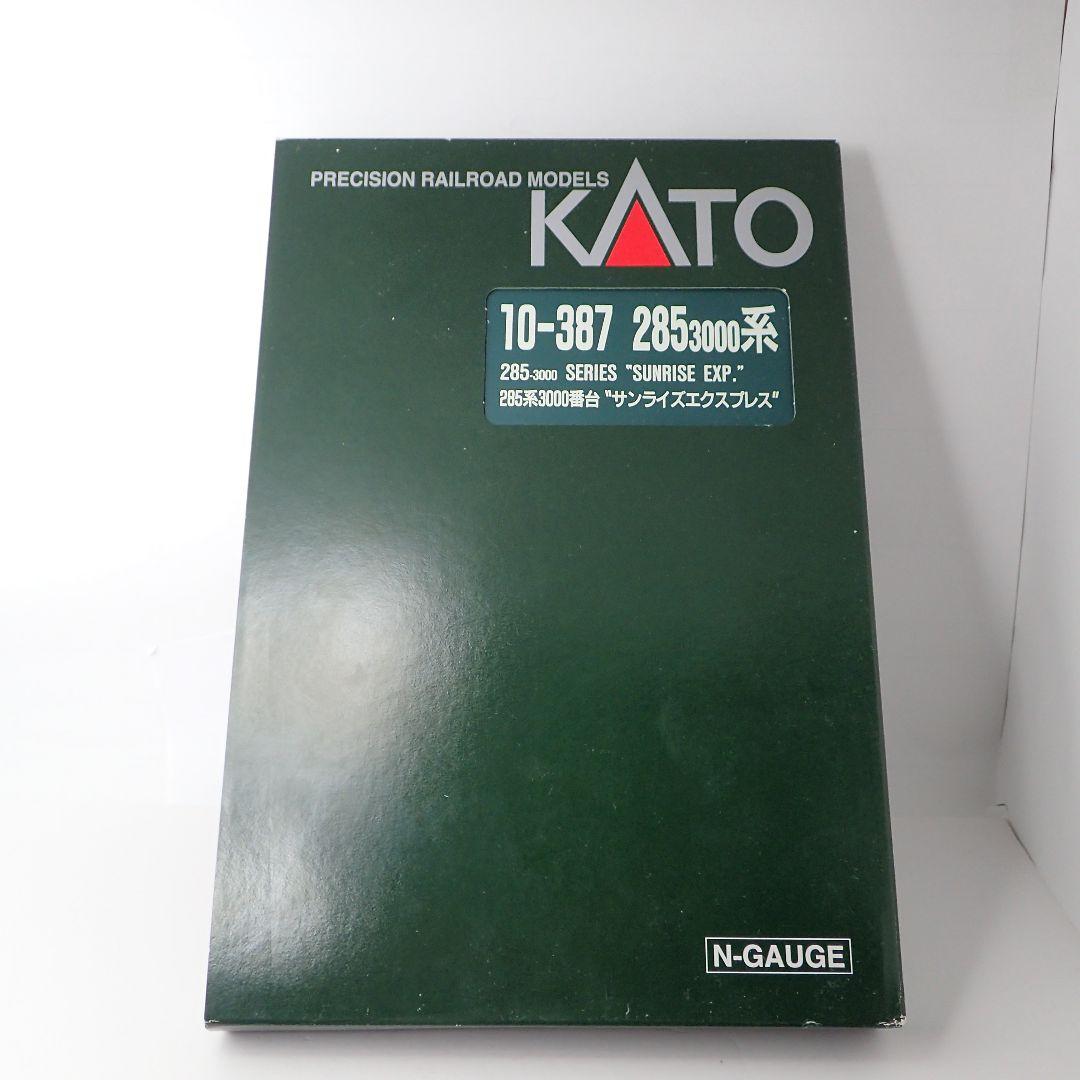 PRECISION RAILROAD MODELS
KATO
10-387 2853000系
285-3000 SERIES "SUNRISE EXP."
285系3000番台 "サンライズエクスプレス"
N-GAUGE